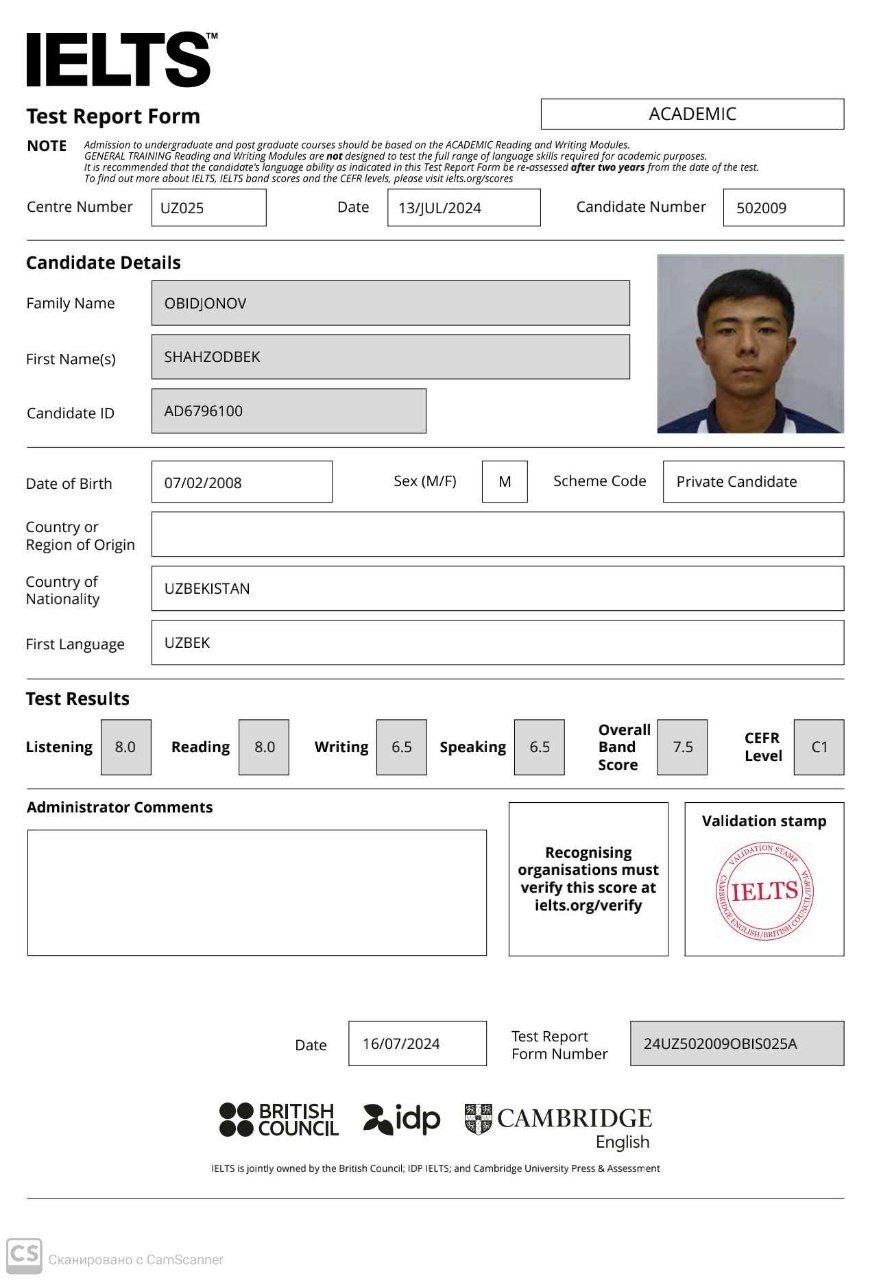 IELTS™
Test Report Form
ACADEMIC
NOTE Admission to undergraduate and post graduate courses should be based on the ACADEMIC Reading and Writing Modules.
GENERAL TRAINING Reading and Writing Modules are not designed to test the full range of language skills required for academic purposes.
It is recommended that the candidate's language ability as indicated in this Test Report Form be re-assessed after two years from the date of the test.
To find out more about IELTS, IELTS band scores and the CEFR levels, please visit ielts.org/scores
Centre Number UZ025 Date 13/JUL/2024 Candidate Number 502009
Candidate Details
Family Name OBIDJONOV
First Name(s) SHAHZODBEK
Candidate ID AD6796100
Date of Birth 07/02/2008 Sex (M/F) M Scheme Code Private Candidate
Country or
Region of Origin
Country of
Nationality UZBEKISTAN
First Language UZBEK
Test Results
Listening 8.0 Reading 8.0 Writing 6.5 Speaking 6.5 Overall Band Score 7.5 CEFR Level C1
Administrator Comments
Recognising
organisations must
verify this score at
ielts.org/verify
Validation stamp
VALIDATION STAMP
IELTS
CAMBRIDGE ENGLISH/BRITISH COUNCIL/IDP:IA
Date 16/07/2024
Test Report
Form Number 24UZ502009OBIS025A
BRITISH
COUNCIL
idp
CAMBRIDGE
English
IELTS is jointly owned by the British Council; IDP IELTS; and Cambridge University Press & Assessment
CS Сканировано с CamScanner